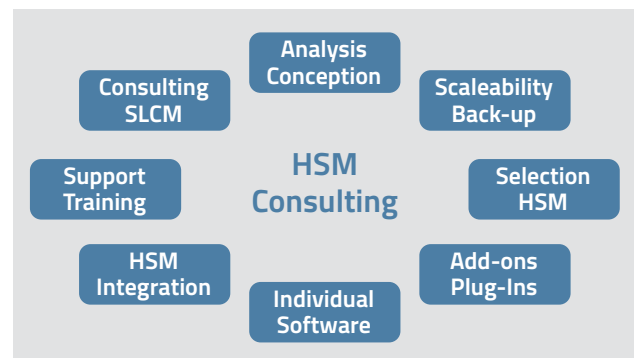 Analysis
Conception
Consulting
SLCM
Scaleability
Back-up
HSM
Consulting
Support
Training
Selection
HSM
HSM
Integration
Add-ons
Plug-Ins
Individual
Software